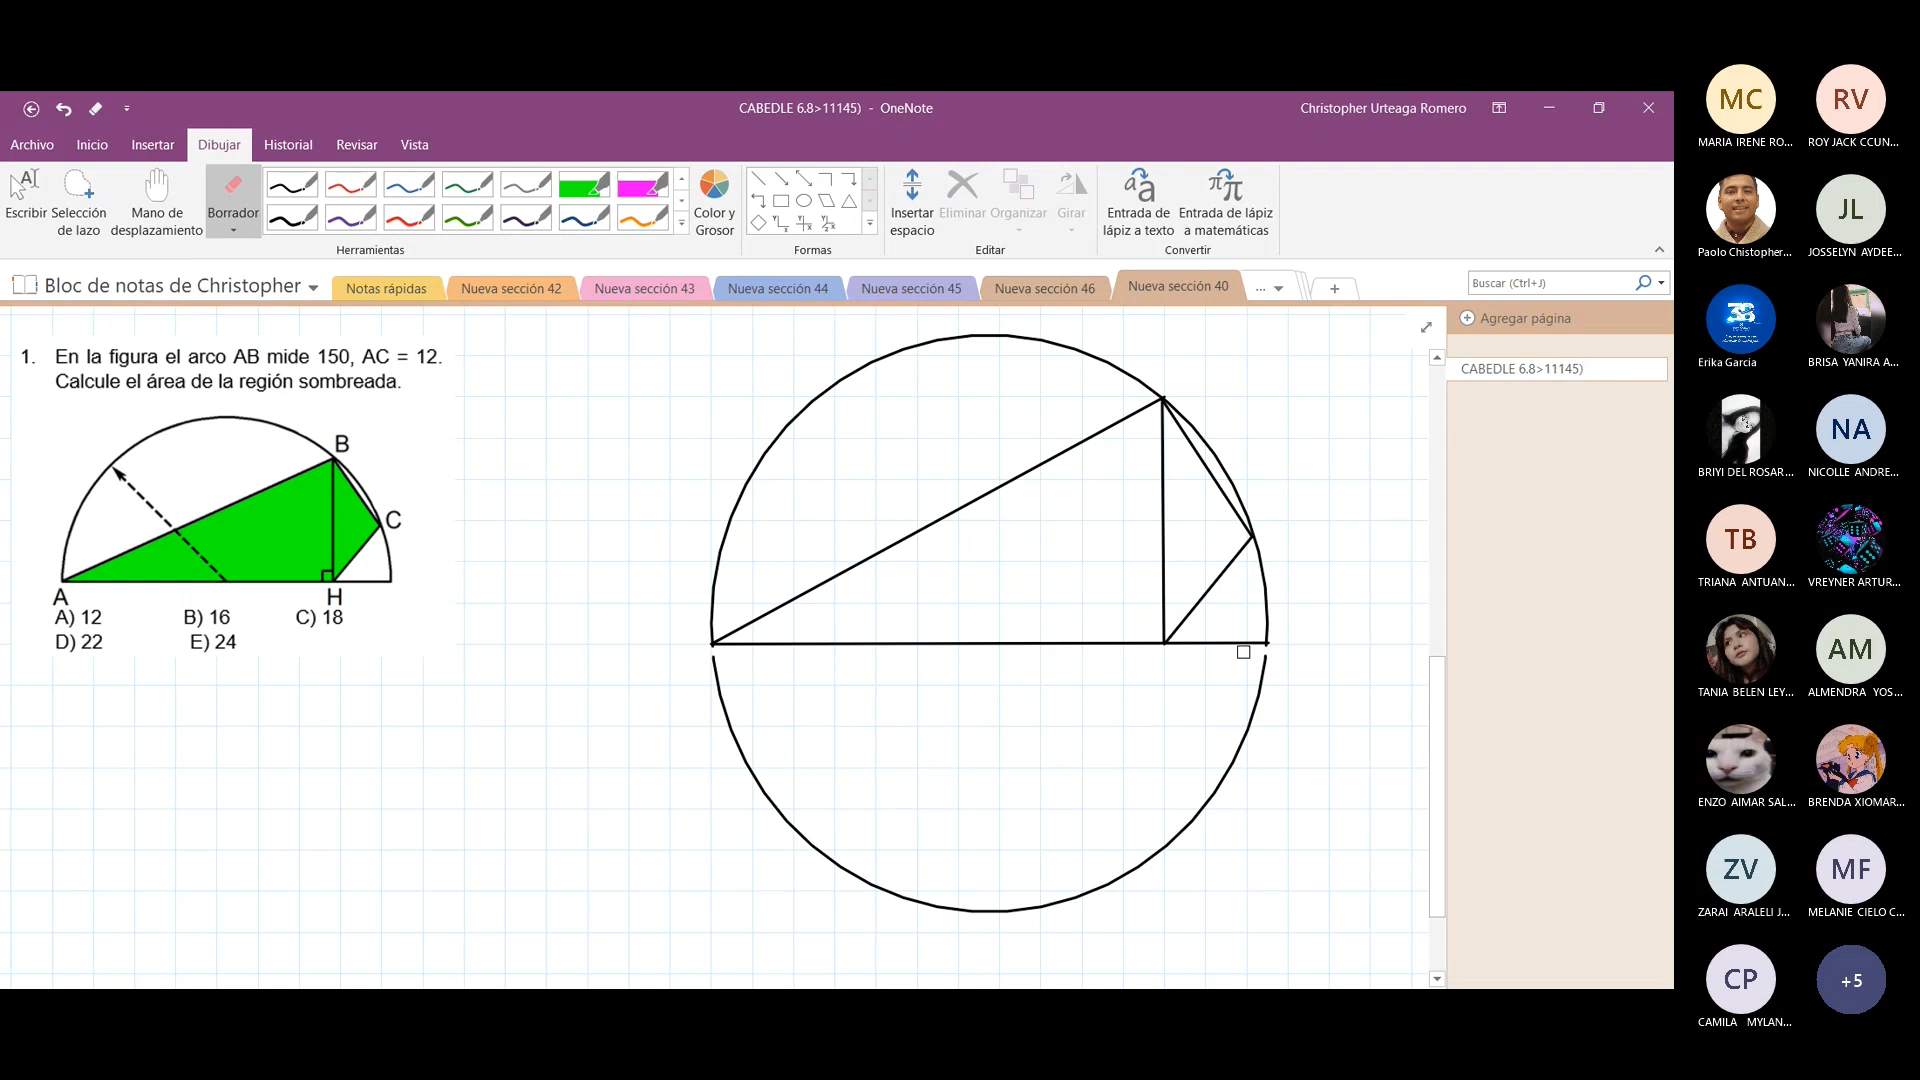 CABEDLE 6.8>11145) - OneNote
Christopher Urteaga Romero
Archivo Inicio Insertar Dibujar Historial Revisar Vista
Escribir Selección de lazo Mano de desplazamiento Borrador Color y Grosor Insertar espacio Eliminar Organizar Girar Entrada de lápiz a texto Entrada de lápiz a matemáticas
Herramientas Formas Editar Convertir
Bloc de notas de Christopher Notas rápidas Nueva sección 42 Nueva sección 43 Nueva sección 44 Nueva sección 45 Nueva sección 46 Nueva sección 40 ... + Buscar (Ctrl+J)
Agregar página
CABEDLE 6.8>11145)
1. En la figura el arco AB mide 150, AC = 12.
Calcule el área de la región sombreada.
B
C
A H
A) 12 B) 16 C) 18
D) 22 E) 24
MC RV
MARIA IRENE RO... ROY JACK CCUN...
JL
Paolo Chistopher... JOSSELYN AYDEE...
38
Erika García BRISA YANIRA A...
NA
BRIYI DEL ROSAR... NICOLLE ANDRE...
TB
TRIANA ANTUAN... VREYNER ARTUR...
AM
TANIA BELEN LEY... ALMENDRA YOS...
ENZO AIMAR SAL... BRENDA XIOMAR...
ZV MF
ZARAI ARALELI J... MELANIE CIELO C...
CP +5
CAMILA MYLAN...